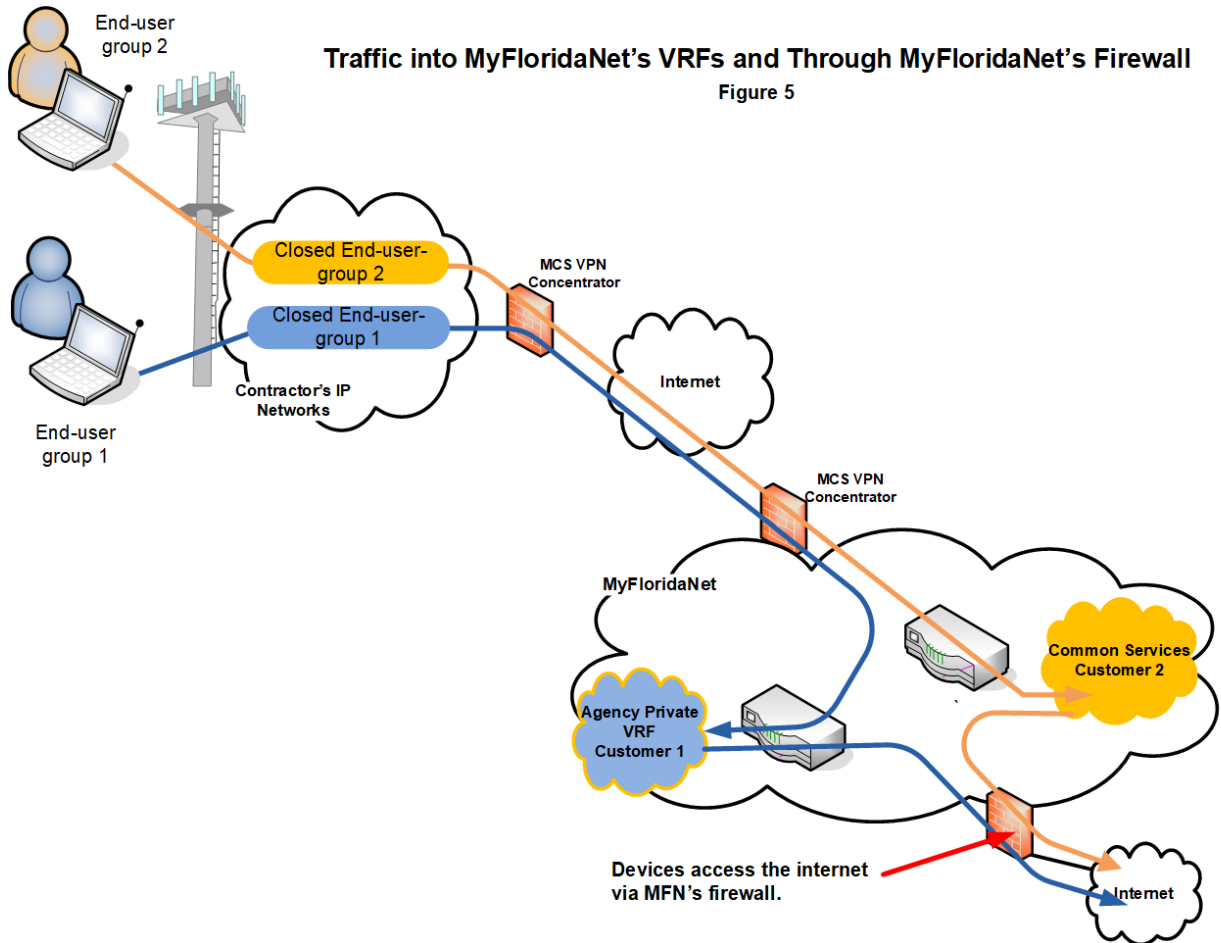 End-user
group 2
Traffic into MyFloridaNet's VRFs and Through MyFloridaNet's Firewall
Figure 5
Closed End-user-
group 2
MCS VPN
Concentrator
Closed End-user-
group 1
Internet
Contractor's IP
Networks
End-user
group 1
MCS VPN
Concentrator
MyFloridaNet
Common Services
Customer 2
`
Agency Private
VRF
Customer 1
Devices access the internet
via MFN's firewall.
Internet